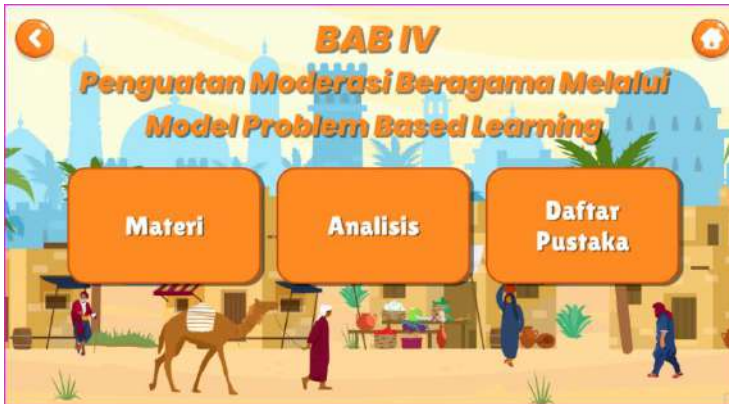 BAB IV
Penguatan Moderasi Beragama Melalui
Model Problem Based Learning
Materi
Analisis
Daftar
Pustaka